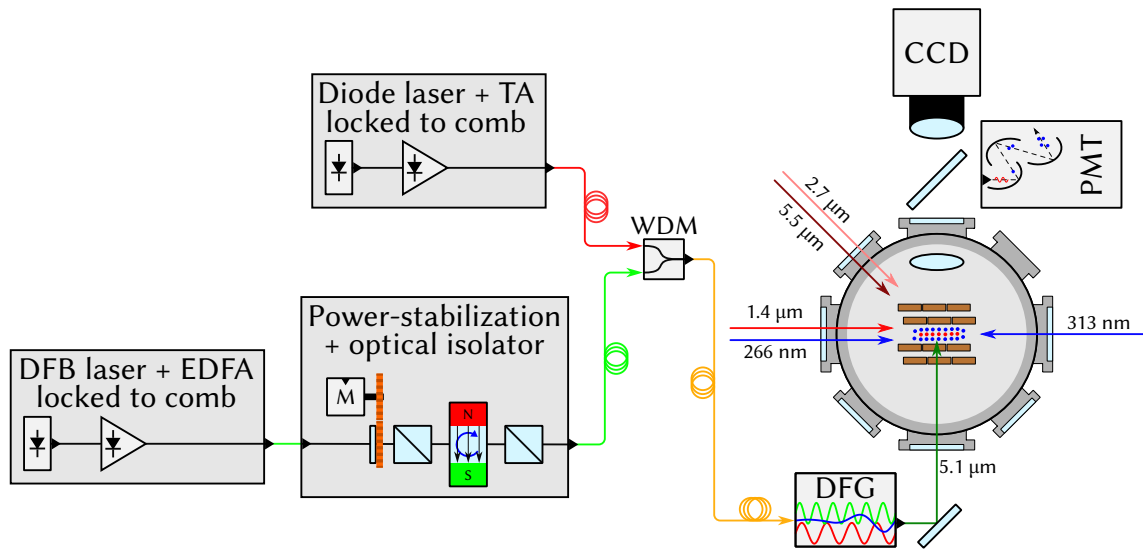 CCD
Diode laser + TA
locked to comb
PMT
2.7 µm
5.5 µm
WDM
Power-stabilization
+ optical isolator
1.4 µm
266 nm
313 nm
DFB laser + EDFA
locked to comb
M
N
S
5.1 µm
DFG